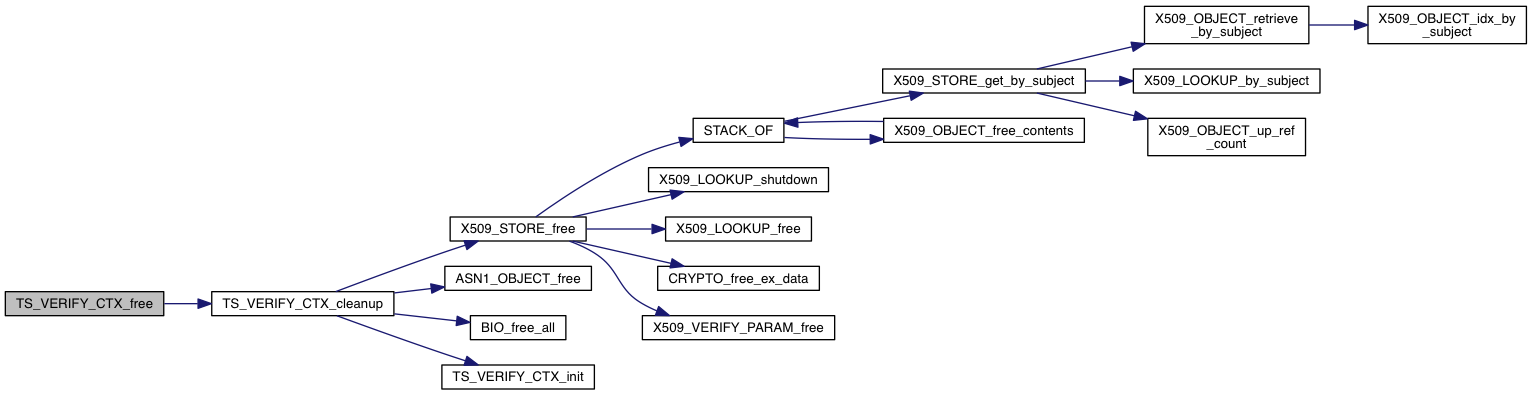 X509_OBJECT_retrieve
_by_subject
X509_OBJECT_idx_by
_subject
X509_STORE_get_by_subject
X509_LOOKUP_by_subject
STACK_OF
X509_OBJECT_free_contents
X509_OBJECT_up_ref
_count
X509_LOOKUP_shutdown
X509_STORE_free
X509_LOOKUP_free
ASN1_OBJECT_free
CRYPTO_free_ex_data
TS_VERIFY_CTX_free
TS_VERIFY_CTX_cleanup
BIO_free_all
X509_VERIFY_PARAM_free
TS_VERIFY_CTX_init